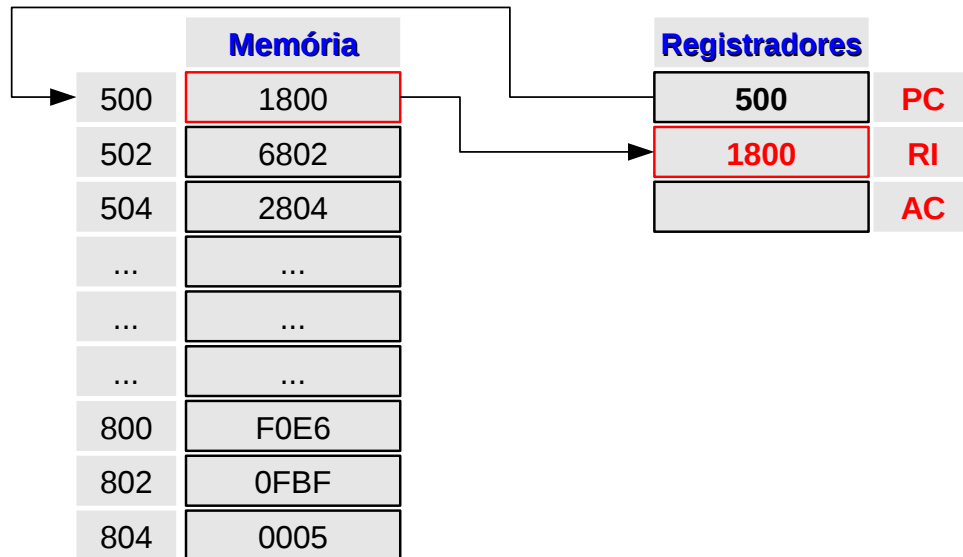 Memória Registradores
500 1800 500 PC
502 6802 1800 RI
504 2804 AC
... ...
... ...
... ...
800 F0E6
802 0FBF
804 0005